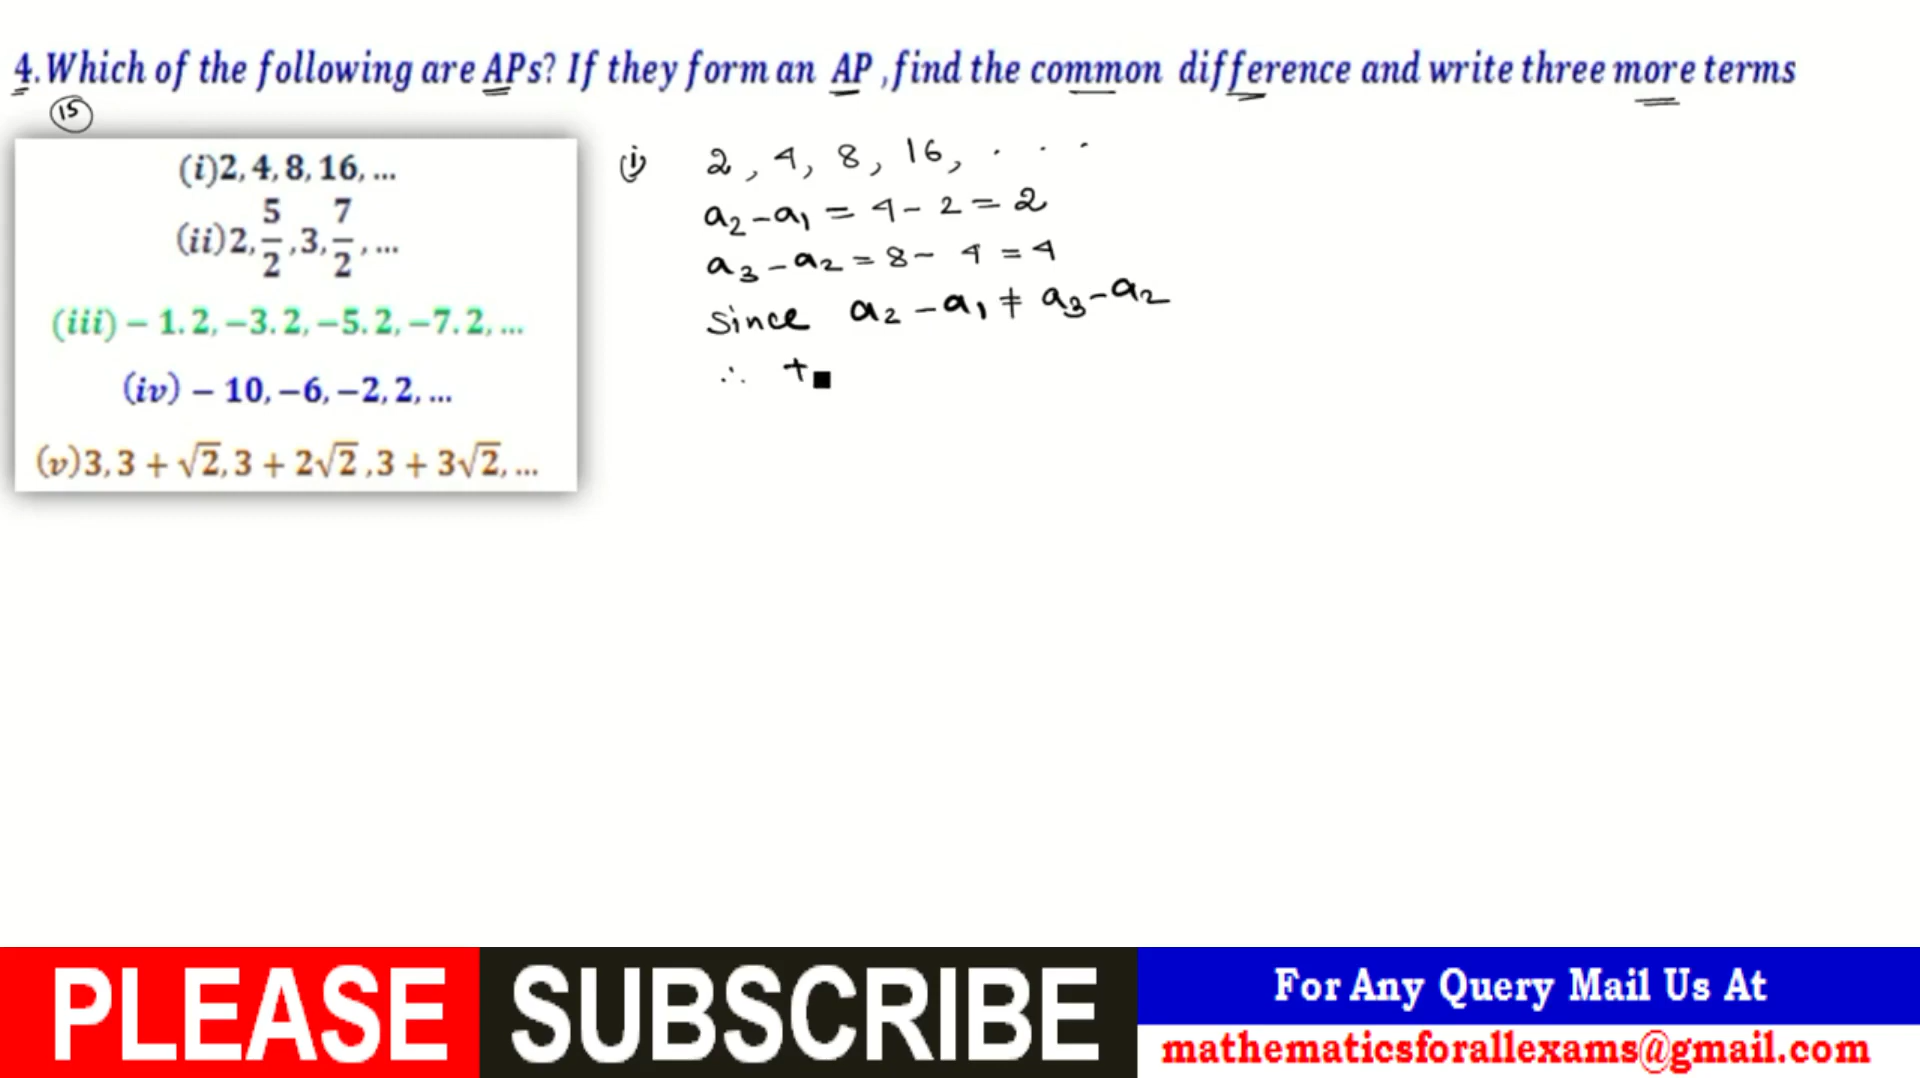 4.Which of the following are APs? If they form an AP ,find the common difference and write three more terms
15
(i)2, 4, 8, 16, ...
(ii)2, 5/2 ,3, 7/2 , ...
(iii) − 1.2, −3.2, −5.2, −7.2, ...
(iv) − 10, −6, −2, 2, ...
(v)3, 3 + √2, 3 + 2√2 ,3 + 3√2, ...
(i) 2 , 4, 8, 16, . . .
a₂ - a₁ = 4 - 2 = 2
a₃ - a₂ = 8 - 4 = 4
since a₂ - a₁ ≠ a₃ - a₂
∴ t
PLEASE SUBSCRIBE
For Any Query Mail Us At
mathematicsforallexams@gmail.com